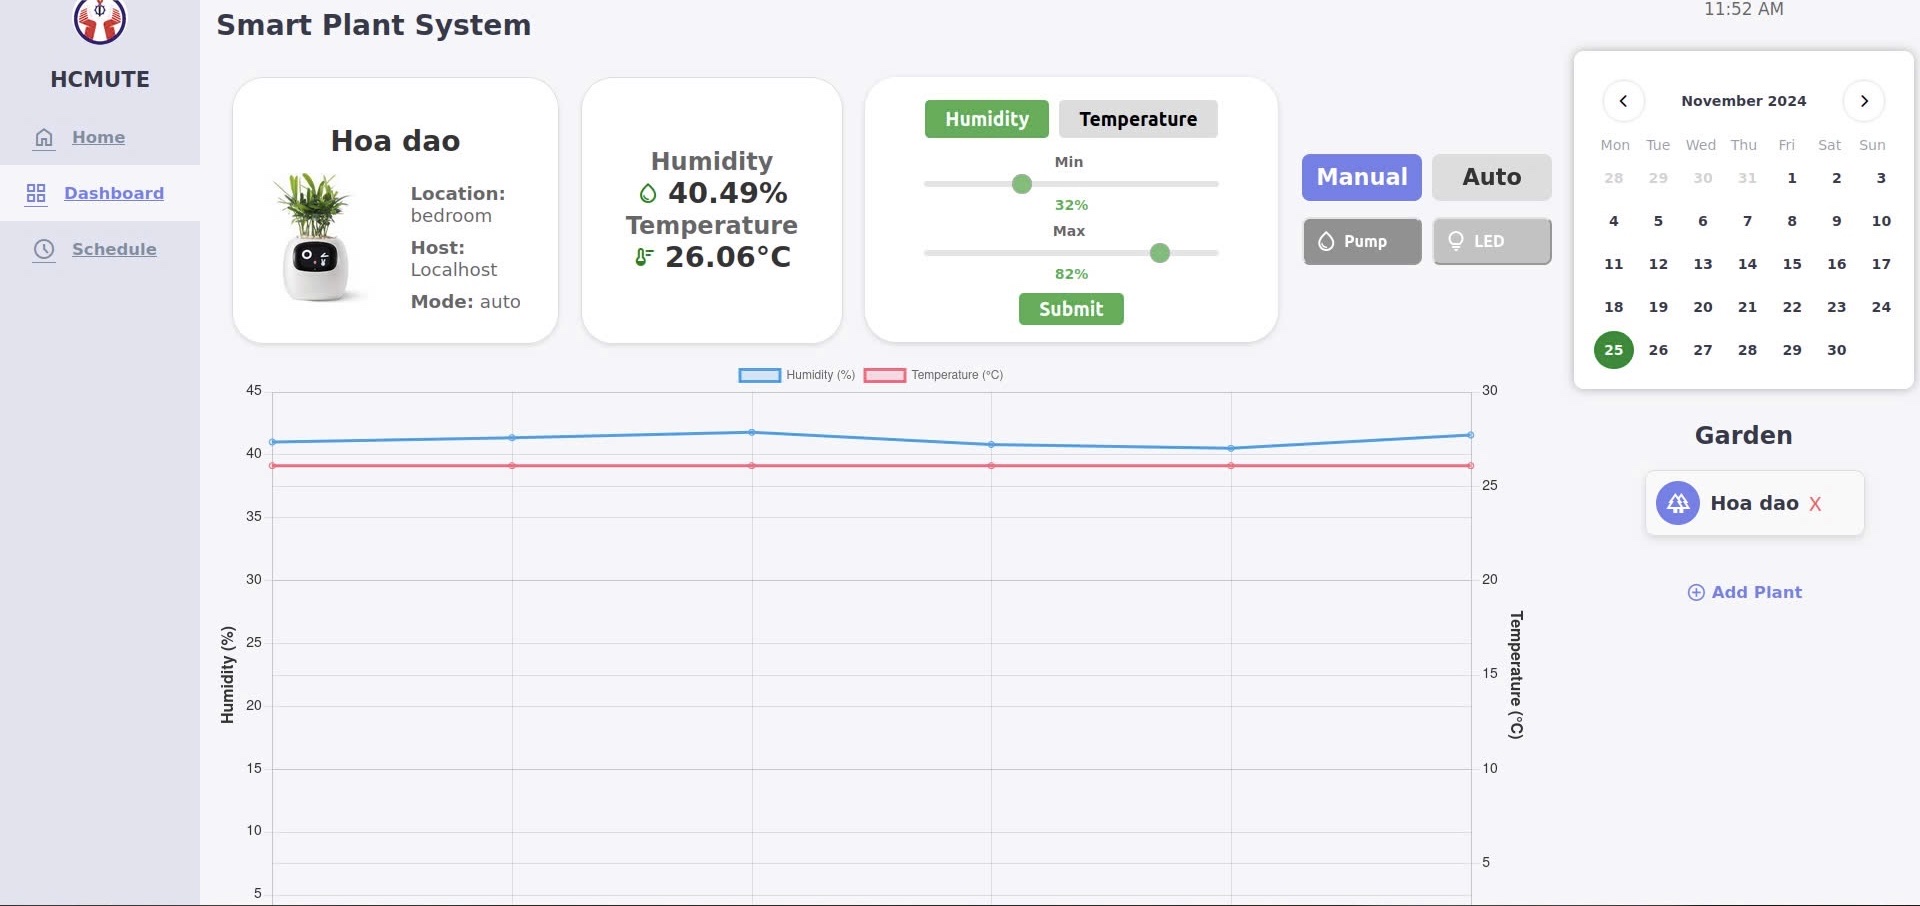 HCMUTE
Home
Dashboard
Schedule
Smart Plant System
Hoa dao
Location:
bedroom
Host:
Localhost
Mode: auto
Humidity
40.49%
Temperature
26.06°C
Humidity Temperature
Min
32%
Max
82%
Submit
Manual Auto
Pump LED
Humidity (%) Temperature (°C)
45
40
35
30
25
20
15
10
5
Humidity (%)
30
25
20
15
10
5
Temperature (°C)
11:52 AM
November 2024
Mon Tue Wed Thu Fri Sat Sun
28 29 30 31 1 2 3
4 5 6 7 8 9 10
11 12 13 14 15 16 17
18 19 20 21 22 23 24
25 26 27 28 29 30
Garden
Hoa dao X
Add Plant